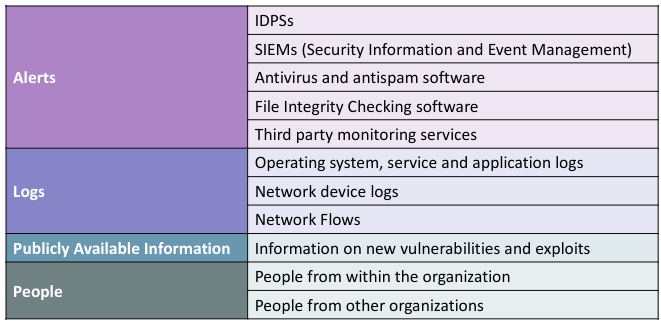 Alerts
IDPSs
SIEMs (Security Information and Event Management)
Antivirus and antispam software
File Integrity Checking software
Third party monitoring services
Logs
Operating system, service and application logs
Network device logs
Network Flows
Publicly Available Information
Information on new vulnerabilities and exploits
People
People from within the organization
People from other organizations